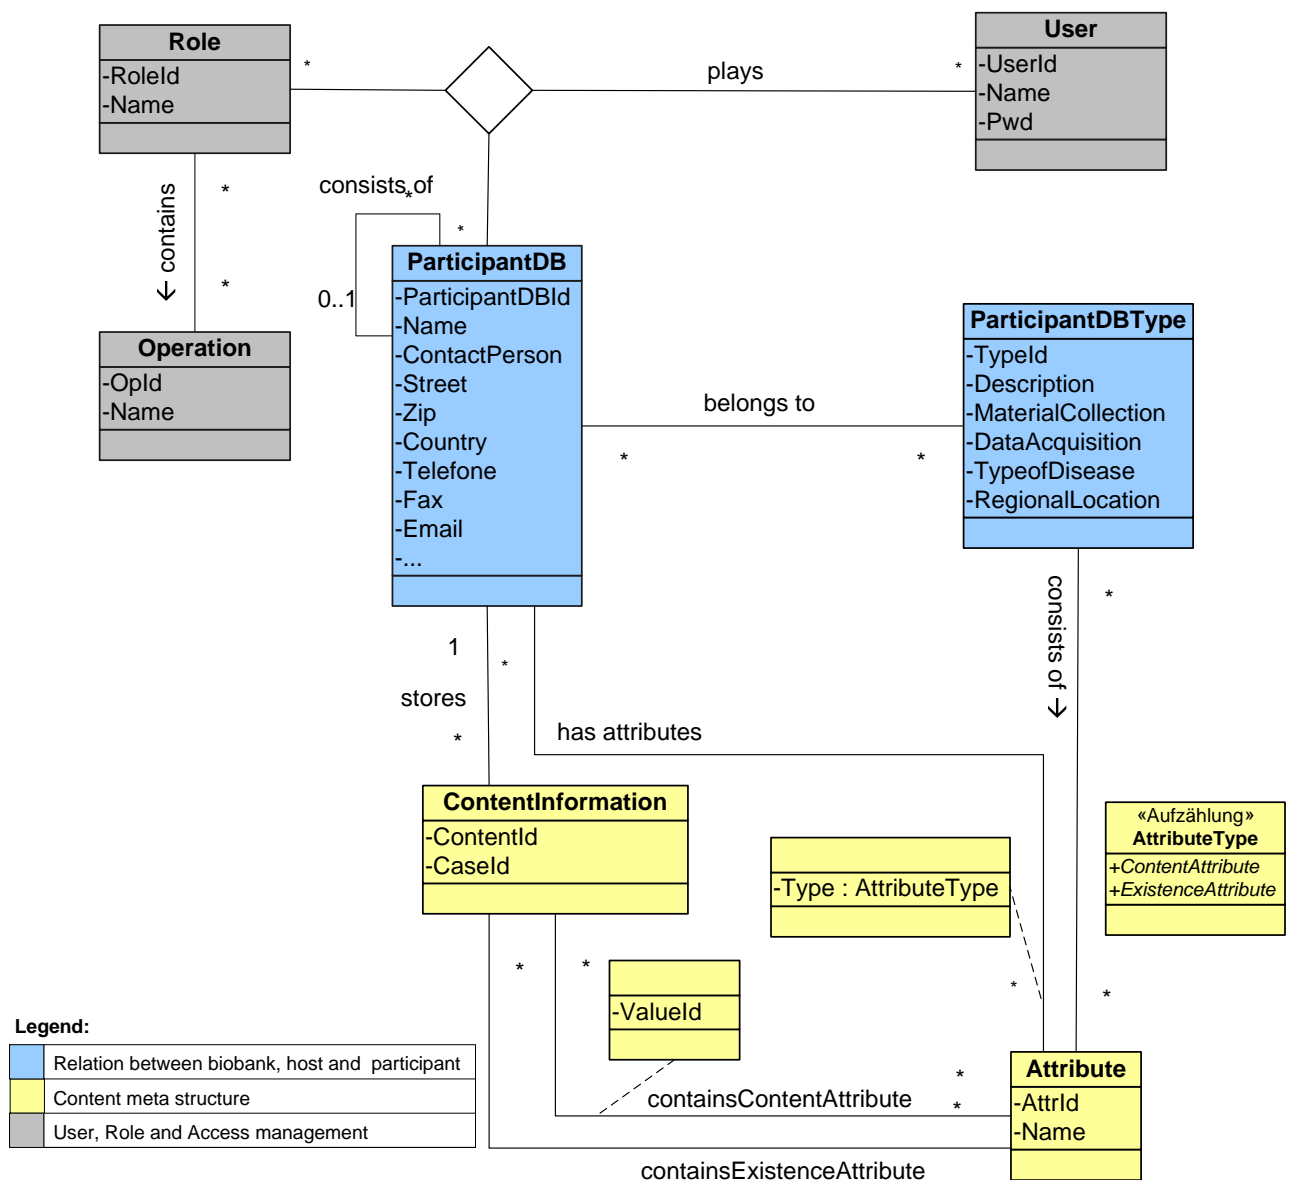 Role
-RoleId
-Name
*
plays
*
User
-UserId
-Name
-Pwd
← contains
*
*
consists of
*
*
0..1
Operation
-OpId
-Name
ParticipantDB
-ParticipantDBId
-Name
-ContactPerson
-Street
-Zip
-Country
-Telefone
-Fax
-Email
-...
belongs to
*
*
ParticipantDBType
-TypeId
-Description
-MaterialCollection
-DataAcquisition
-TypeofDisease
-RegionalLocation
1
*
stores
*
has attributes
consists of →
*
*
ContentInformation
-ContentId
-CaseId
-Type : AttributeType
«Aufzählung»
AttributeType
+ContentAttribute
+ExistenceAttribute
*
*
*
-ValueId
*
containsContentAttribute
*
containsExistenceAttribute
Attribute
-AttrId
-Name
Legend:
Relation between biobank, host and participant
Content meta structure
User, Role and Access management